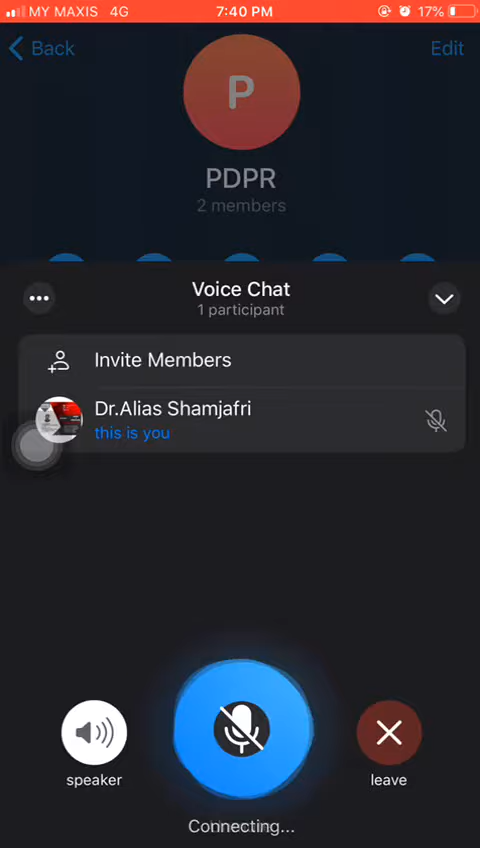 MY MAXIS 4G 7:40 PM 17%
Back Edit
P
PDPR
2 members
Voice Chat
1 participant
Invite Members
Dr.Alias Shamjafri
this is you
speaker
leave
Connecting...